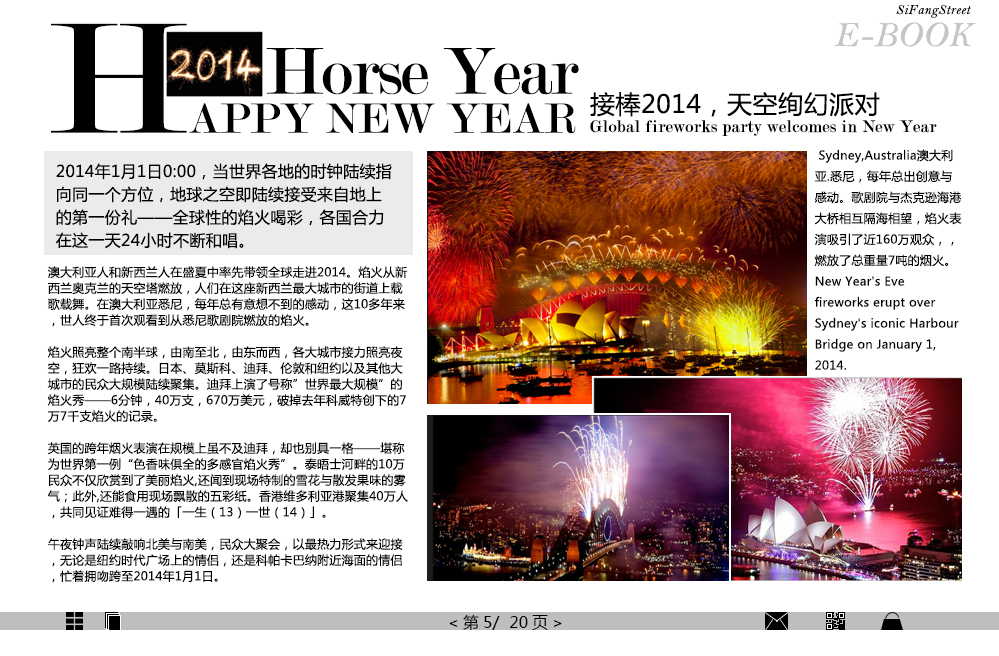 SiFangStreet
E-BOOK
2014 Horse Year
HAPPY NEW YEAR
接棒2014，天空绚幻派对
Global fireworks party welcomes in New Year
2014年1月1日0:00，当世界各地的时钟陆续指
向同一个方位，地球之空即陆续接受来自地上
的第一份礼——全球性的焰火喝彩，各国合力
在这一天24小时不断和唱。
澳大利亚人和新西兰人在盛夏中率先带领全球走进2014。焰火从新
西兰奥克兰的天空塔燃放，人们在这座新西兰最大城市的街道上载
歌载舞。在澳大利亚悉尼，每年总有意想不到的感动，这10多年来
，世人终于首次观看到从悉尼歌剧院燃放的焰火。
焰火照亮整个南半球，由南至北，由东而西，各大城市接力照亮夜
空，狂欢一路持续。日本、莫斯科、迪拜、伦敦和纽约以及其他大
城市的民众大规模陆续聚集。迪拜上演了号称”世界最大规模”的
焰火秀——6分钟，40万支，670万美元，破掉去年科威特创下的7
万7千支焰火的记录。
英国的跨年烟火表演在规模上虽不及迪拜，却也别具一格——堪称
为世界第一例“色香味俱全的多感官焰火秀”。泰晤士河畔的10万
民众不仅欣赏到了美丽焰火,还闻到现场特制的雪花与散发果味的雾
气；此外,还能食用现场飘散的五彩纸。香港维多利亚港聚集40万人
，共同见证难得一遇的「一生（13）一世（14）」。
午夜钟声陆续敲响北美与南美，民众大聚会，以最热力形式来迎接
，无论是纽约时代广场上的情侣，还是科帕卡巴纳附近海面的情侣
，忙着拥吻跨至2014年1月1日。
Sydney,Australia澳大利
亚.悉尼，每年总出创意与
感动。歌剧院与杰克逊海港
大桥相互隔海相望，焰火表
演吸引了近160万观众，，
燃放了总重量7吨的烟火。
New Year's Eve
fireworks erupt over
Sydney's iconic Harbour
Bridge on January 1,
2014.
< 第 5/ 20 页 >